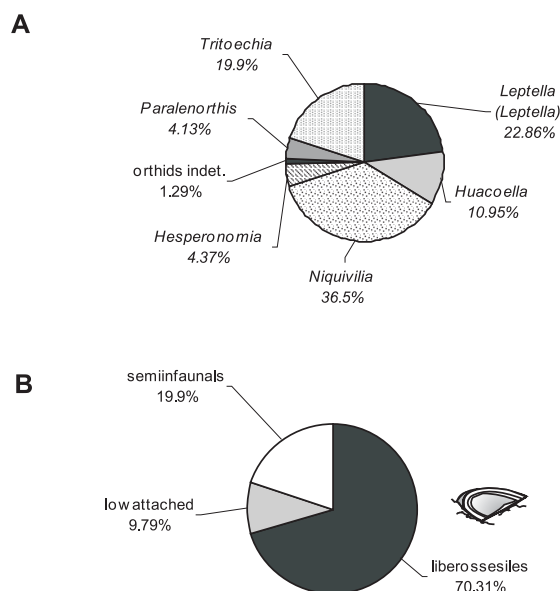 A
Tritoechia
19.9%
Paralenorthis
4.13%
orthids indet.
1.29%
Hesperonomia
4.37%
Niquivilia
36.5%
Leptella
(Leptella)
22.86%
Huacoella
10.95%
B
semiinfaunals
19.9%
low attached
9.79%
liberossesiles
70.31%